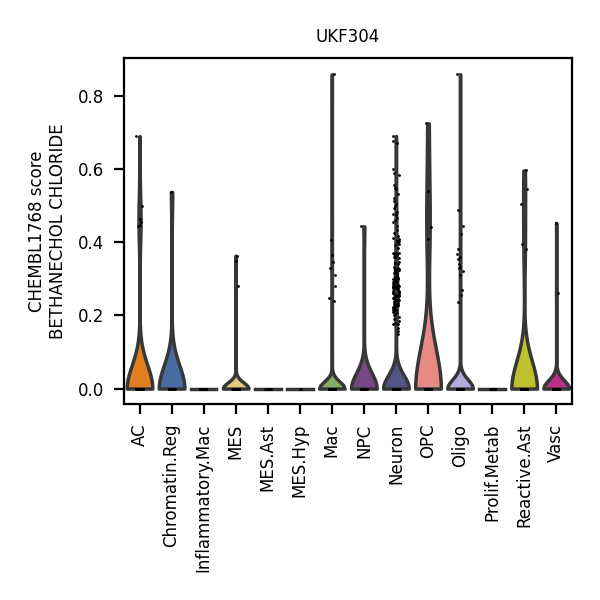 UKF304
CHEMBL1768 score
BETHANECHOL CHLORIDE
0.8
0.6
0.4
0.2
0.0
AC
Chromatin.Reg
Inflammatory.Mac
MES
MES.Ast
MES.Hyp
Mac
NPC
Neuron
OPC
Oligo
Prolif.Metab
Reactive.Ast
Vasc